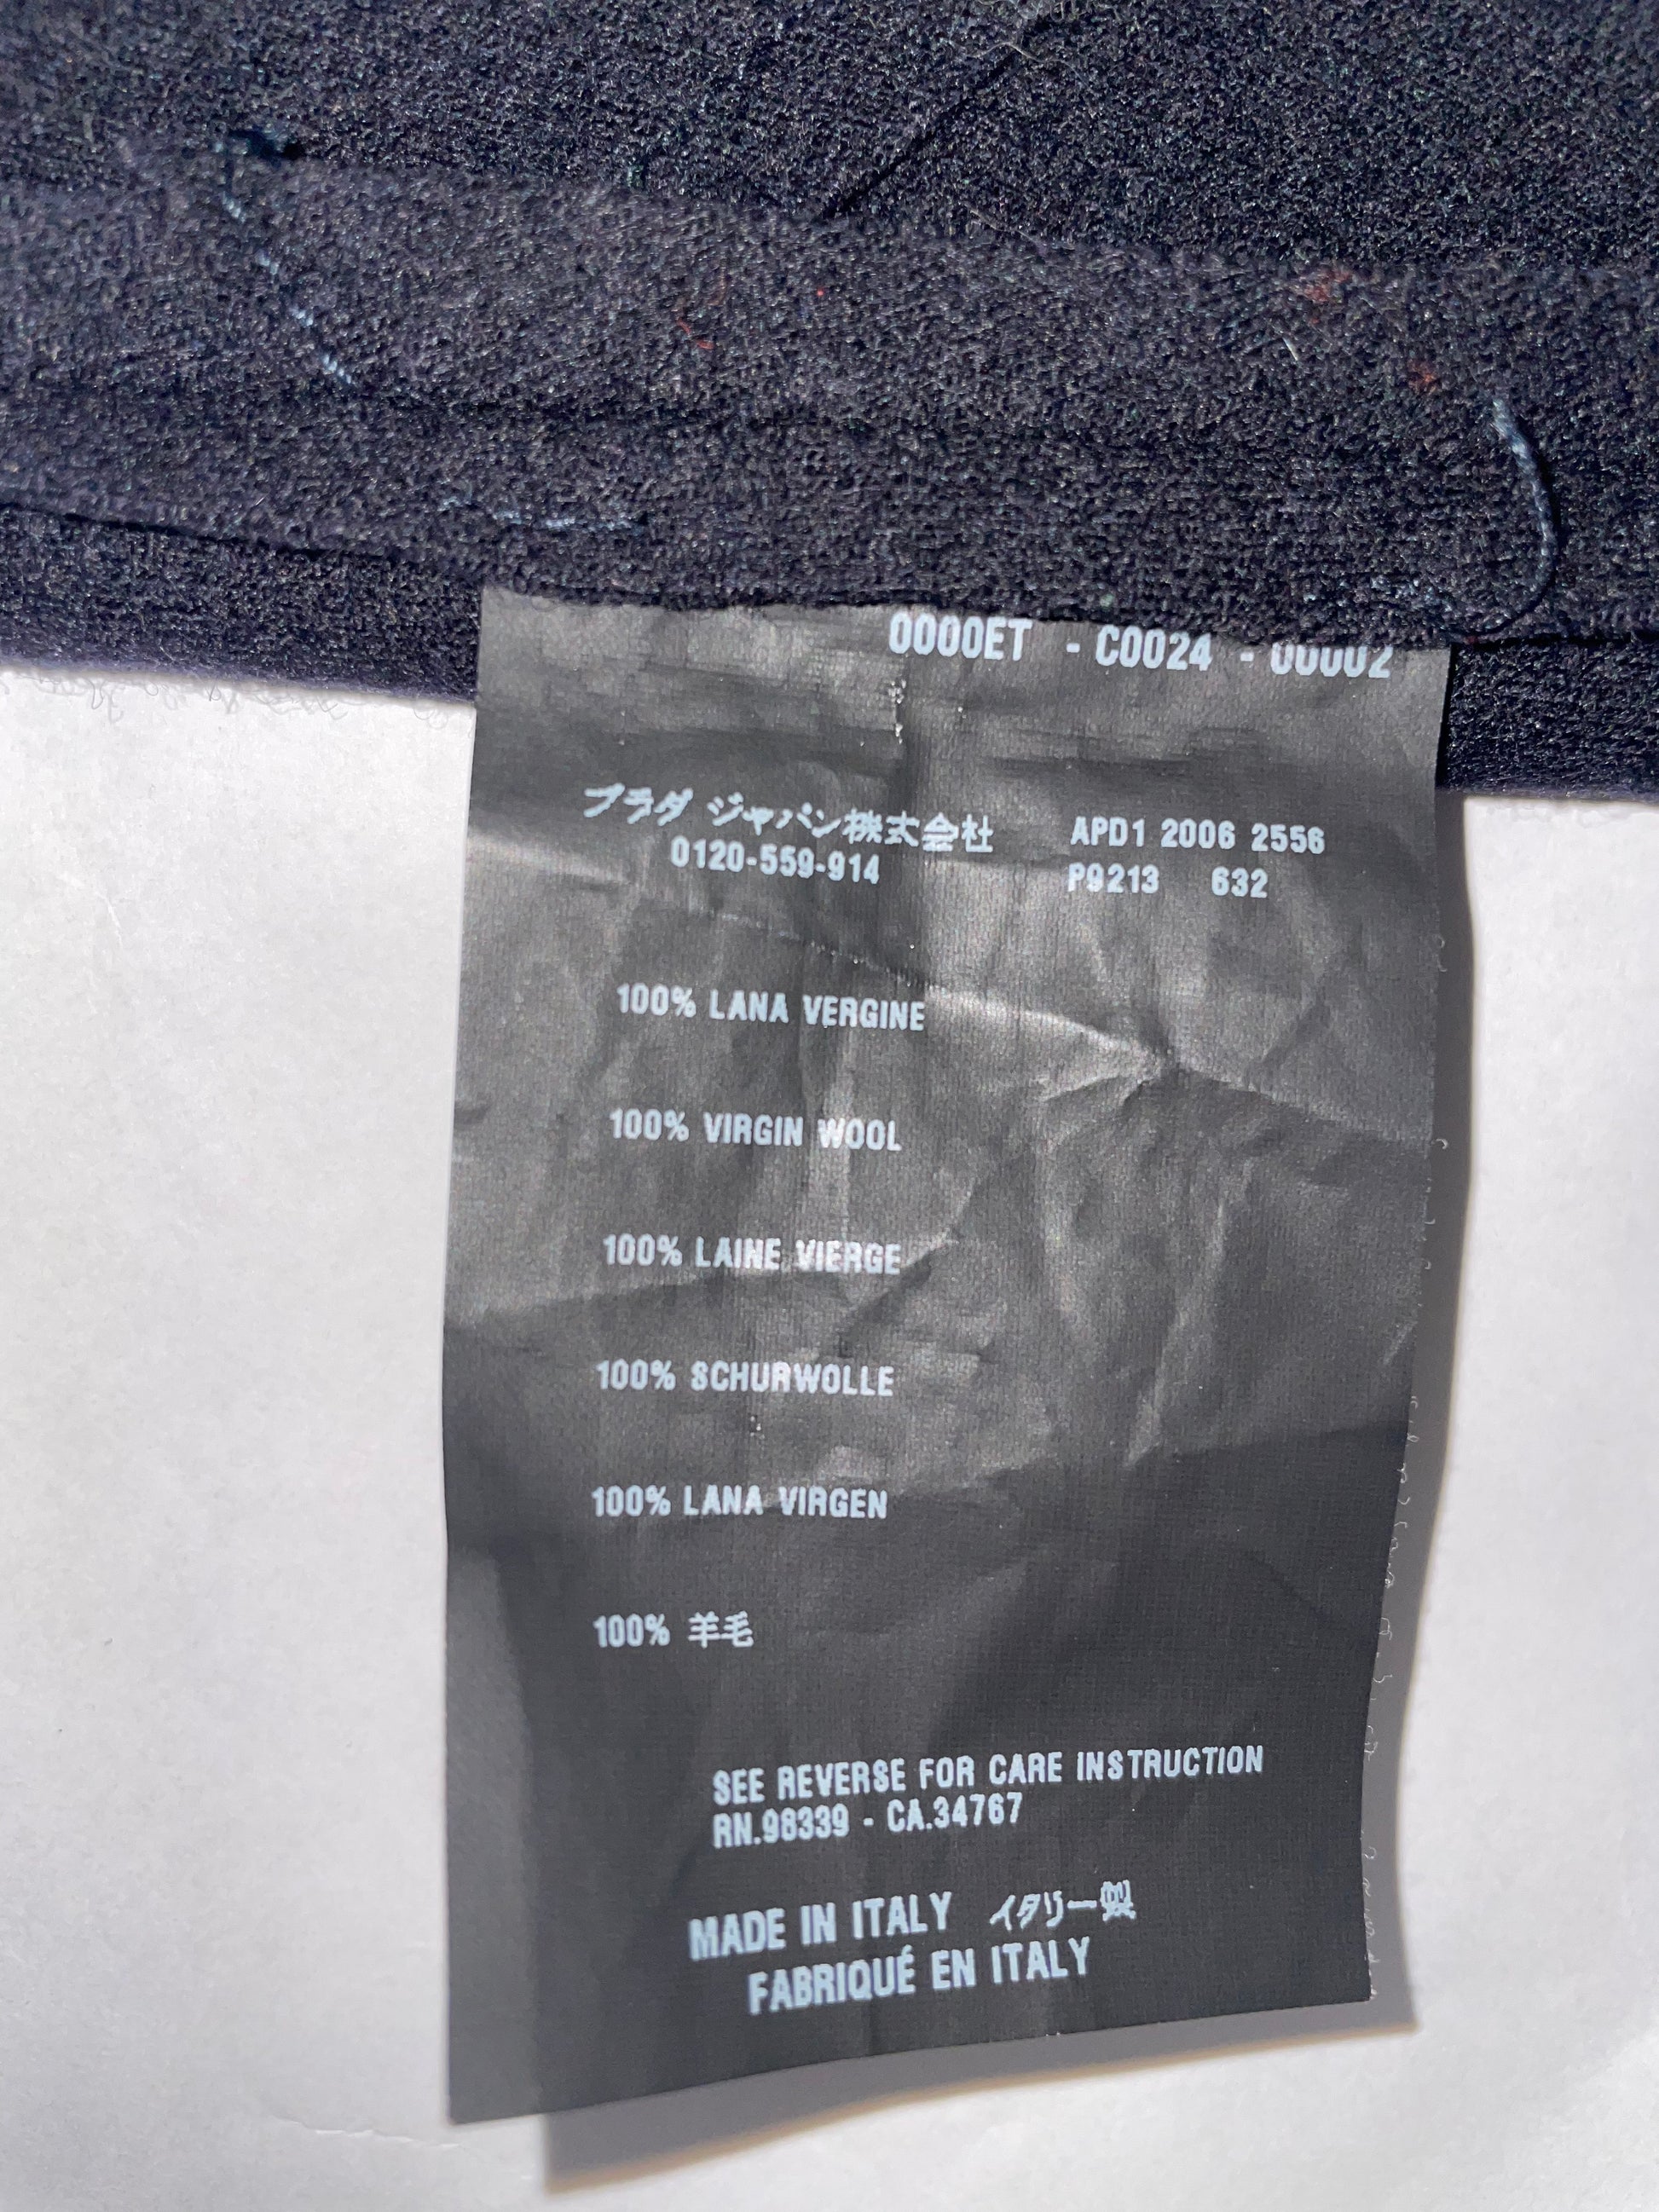 0000ET - C0024 - 00002
プラダ ジャパン株式会社 APD1 2006 2556
0120-559-914 P9213 632
100% LANA VERGINE
100% VIRGIN WOOL
100% LAINE VIERGE
100% SCHURWOLLE
100% LANA VIRGEN
100% 羊毛
SEE REVERSE FOR CARE INSTRUCTION
RN.98339 - CA.34767
MADE IN ITALY イタリー製
FABRIQUÉ EN ITALY